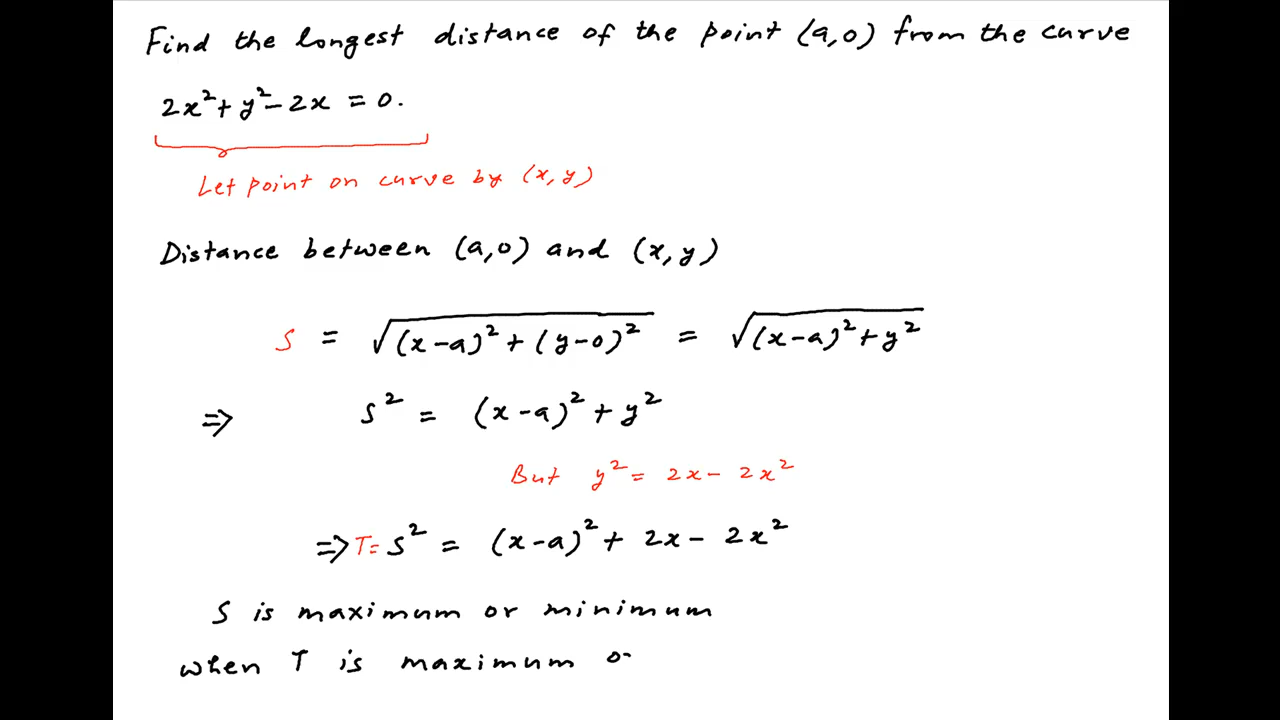 Find the longest distance of the point (a,0) from the curve
2x²+y²-2x = 0.
Let point on curve by (x,y)
Distance between (a,0) and (x,y)
S = √((x-a)²+(y-0)²) = √((x-a)²+y²)
⇒ S² = (x-a)²+y²
But y² = 2x-2x²
⇒ T= S² = (x-a)²+ 2x- 2x²
S is maximum or minimum
when T is maximum o